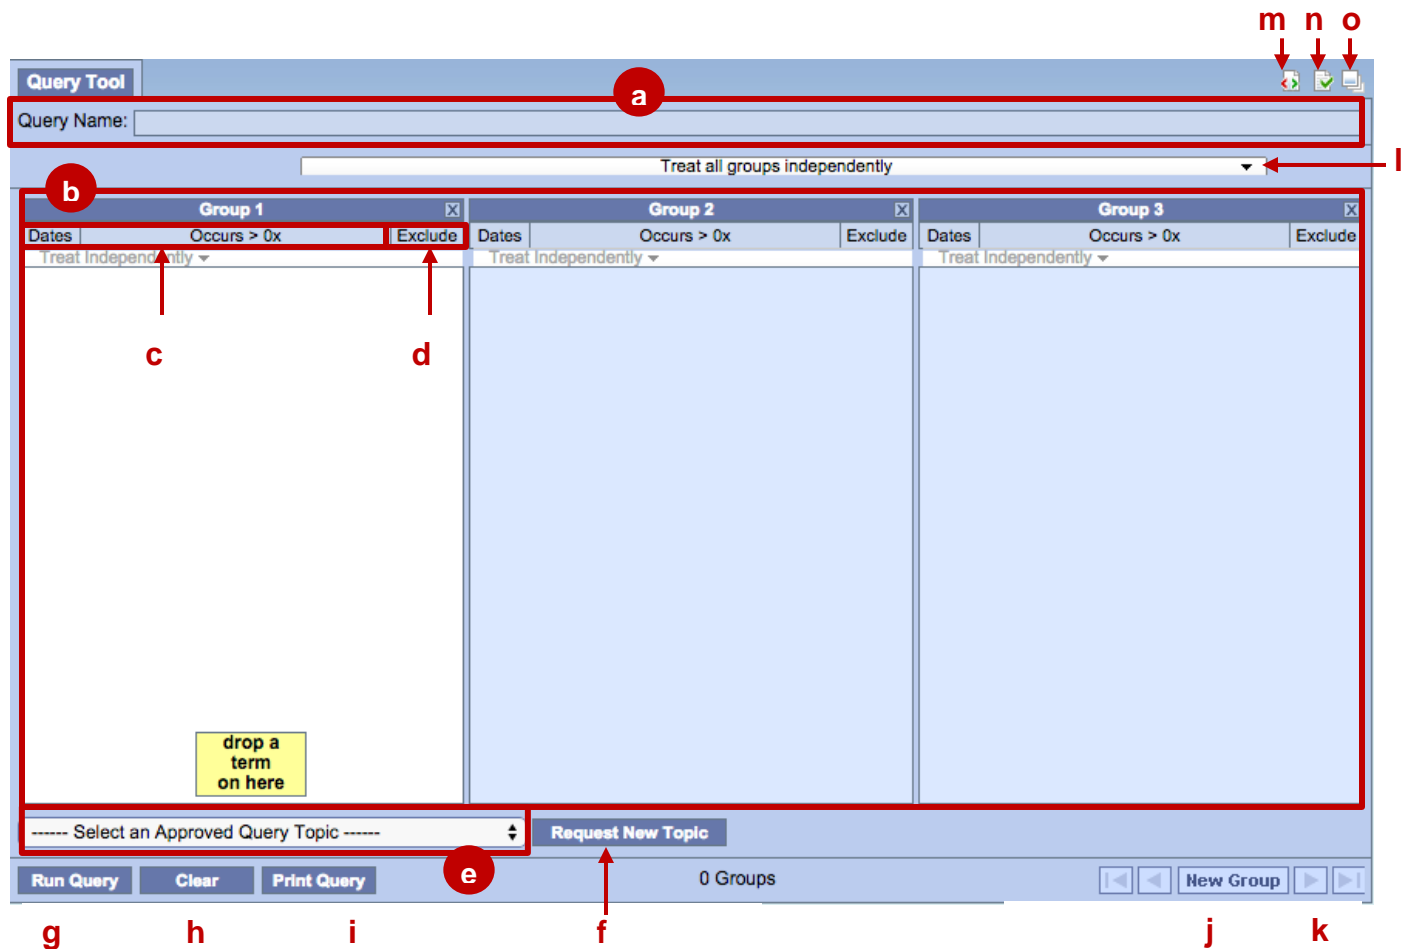 m n o
Query Tool
a
Query Name:
Treat all groups independently
l
b
Group 1 X Group 2 X Group 3 X
Dates Occurs > 0x Exclude Dates Occurs > 0x Exclude Dates Occurs > 0x Exclude
Treat Independently Treat Independently Treat Independently
c d
drop a
term
on here
------ Select an Approved Query Topic ------ Request New Topic
e
Run Query Clear Print Query 0 Groups New Group
g h i f j k